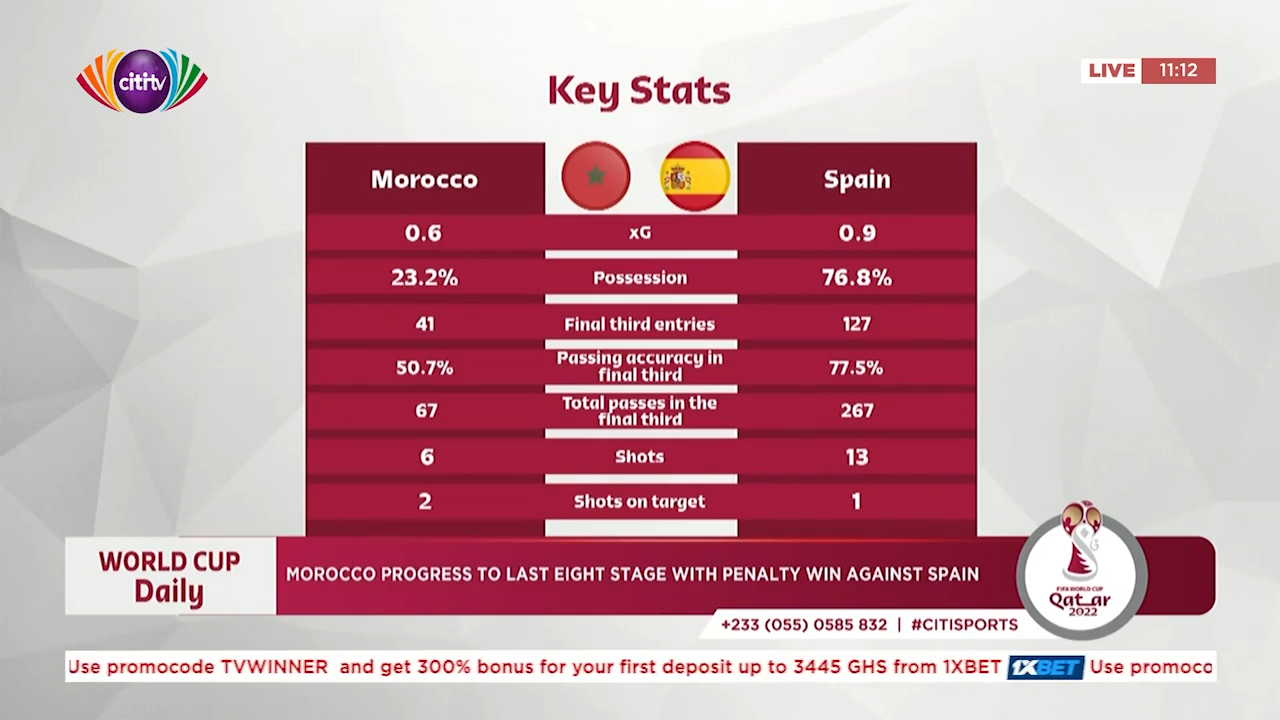 cititv
Key Stats
LIVE 11:12
Morocco Spain
0.6 xG 0.9
23.2% Possession 76.8%
41 Final third entries 127
50.7% Passing accuracy in final third 77.5%
67 Total passes in the final third 267
6 Shots 13
2 Shots on target 1
WORLD CUP
Daily
MOROCCO PROGRESS TO LAST EIGHT STAGE WITH PENALTY WIN AGAINST SPAIN
FIFA WORLD CUP
Qatar
2022
+233 (055) 0585 832 | #CITISPORTS
Use promocode TVWINNER and get 300% bonus for your first deposit up to 3445 GHS from 1XBET 1XBET Use promoco